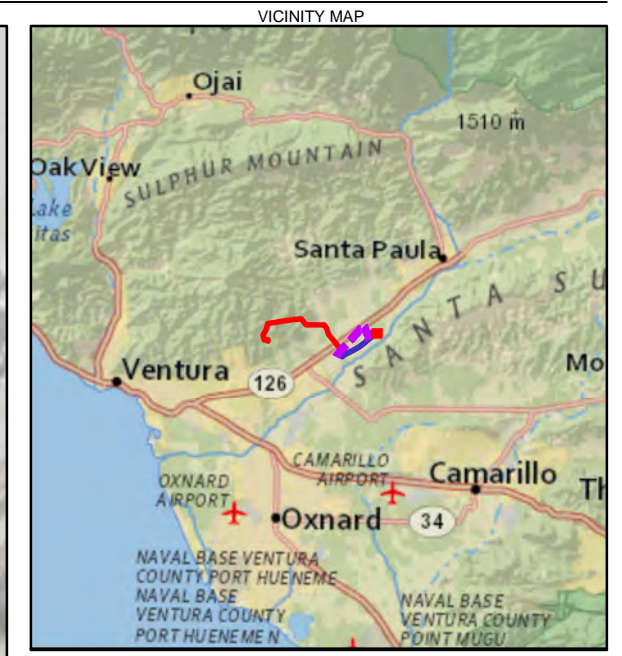 VICINITY MAP
Ojai
1510 m
Oak View
SULPHUR MOUNTAIN
Lake
itas
Santa Paula
SANTA SU
Mo
Ventura
126
CAMARILLO
AIRPORT
Camarillo
OXNARD
AIRPORT
Th
Oxnard
34
NAVAL BASE VENTURA
COUNTY PORT HUENEME
NAVAL BASE
VENTURA COUNTY
PORT HUENEME N
NAVAL BASE
VENTURA COUNTY
POINT MUGU